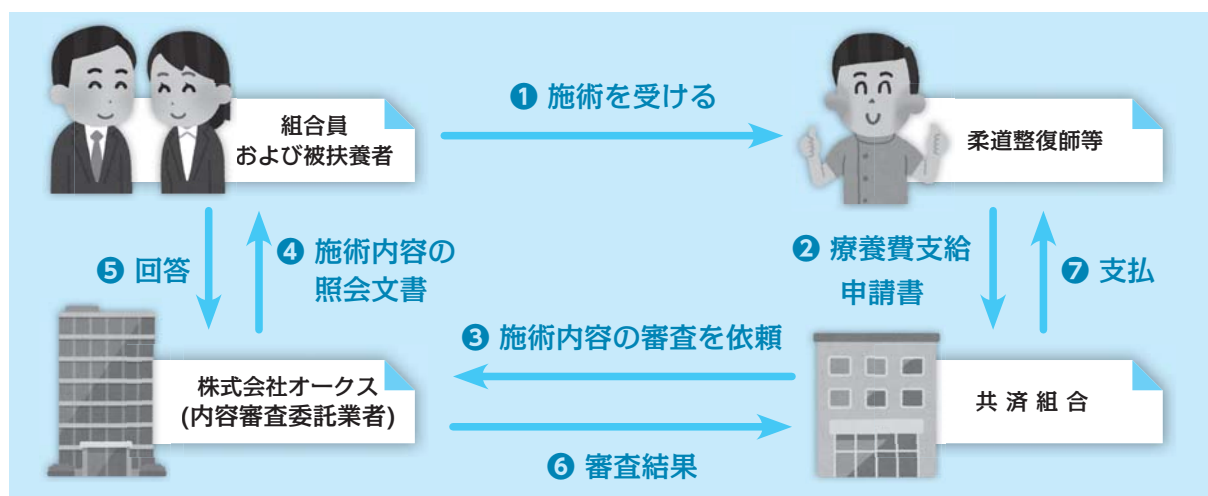 ❶ 施術を受ける
組合員
および被扶養者
柔道整復師等
❺ 回答
❹ 施術内容の
照会文書
❷ 療養費支給
申請書
❼ 支払
❸ 施術内容の審査を依頼
株式会社オークス
(内容審査委託業者)
共済組合
❻ 審査結果